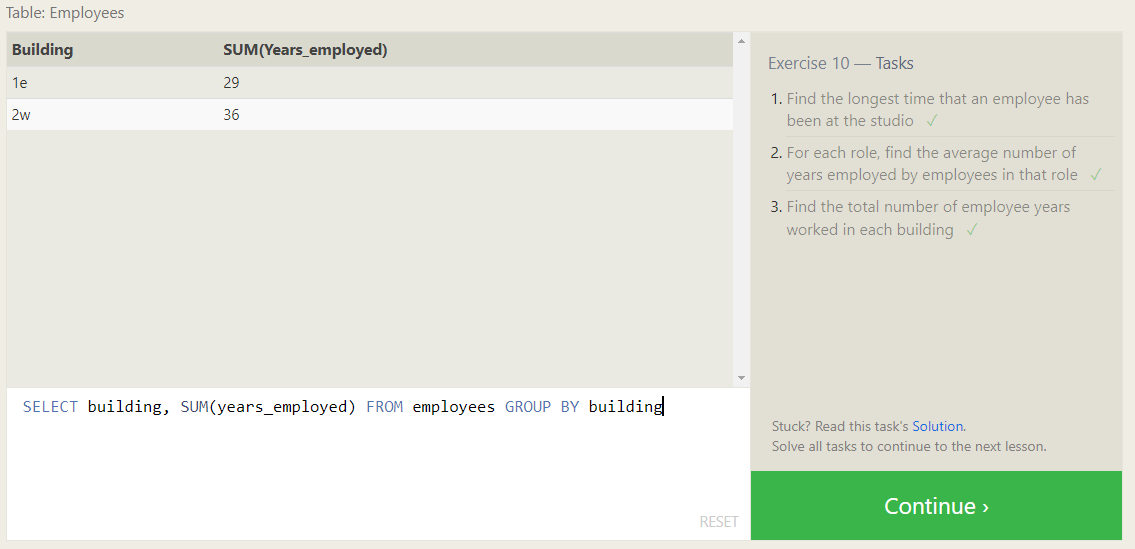 Table: Employees
Building SUM(Years_employed)
1e 29
2w 36
SELECT building, SUM(years_employed) FROM employees GROUP BY building
RESET
Exercise 10 — Tasks
1. Find the longest time that an employee has
been at the studio ✓
2. For each role, find the average number of
years employed by employees in that role ✓
3. Find the total number of employee years
worked in each building ✓
Stuck? Read this task's Solution.
Solve all tasks to continue to the next lesson.
Continue ›